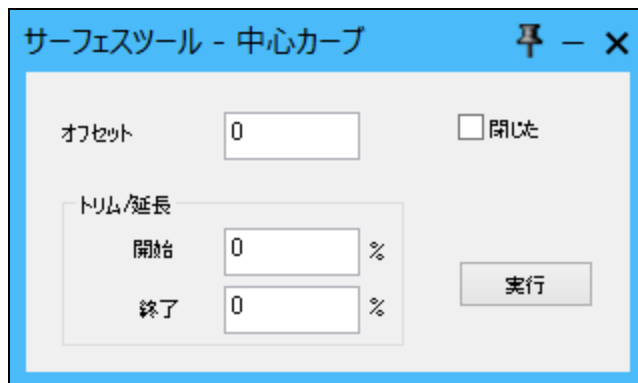 サーフェスツール - 中心カーブ
オフセット 0 閉じた
トリム/延長
開始 0 %
終了 0 %
実行